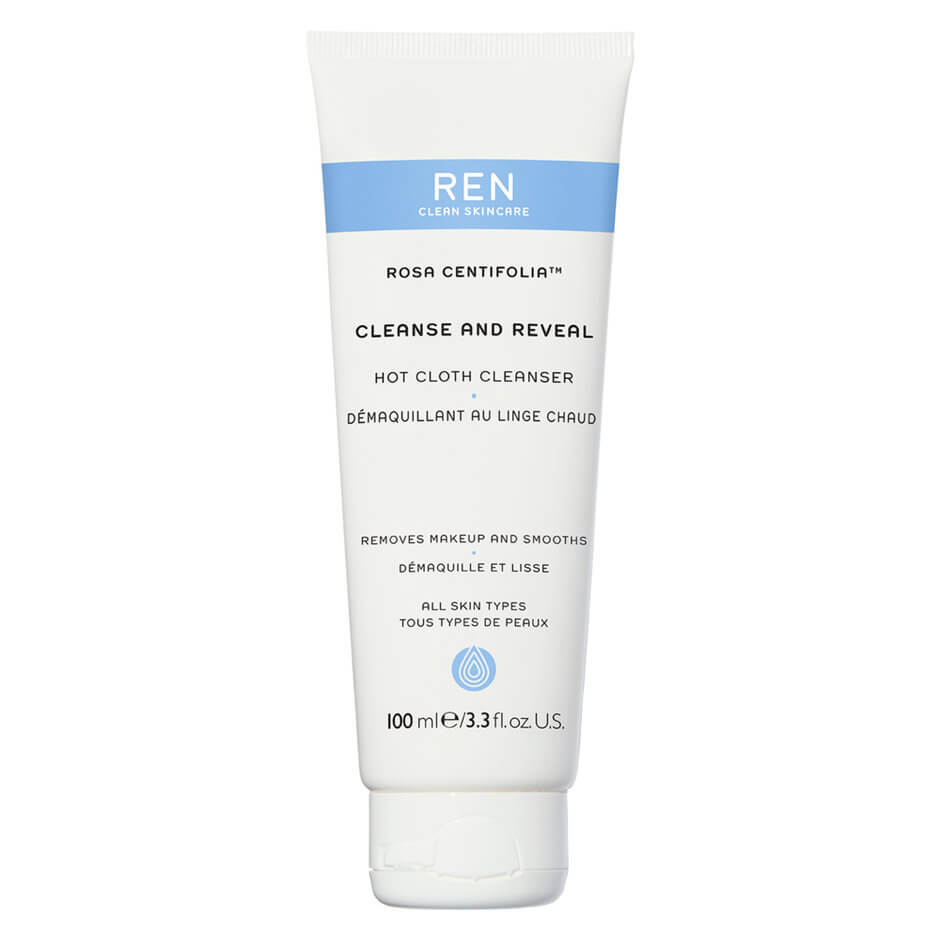 REN
CLEAN SKINCARE
ROSA CENTIFOLIA™
CLEANSE AND REVEAL
HOT CLOTH CLEANSER
DÉMAQUILLANT AU LINGE CHAUD
REMOVES MAKEUP AND SMOOTHS
DÉMAQUILLE ET LISSE
ALL SKIN TYPES
TOUS TYPES DE PEAUX
100 ml℮/3.3 fl. oz. U.S.